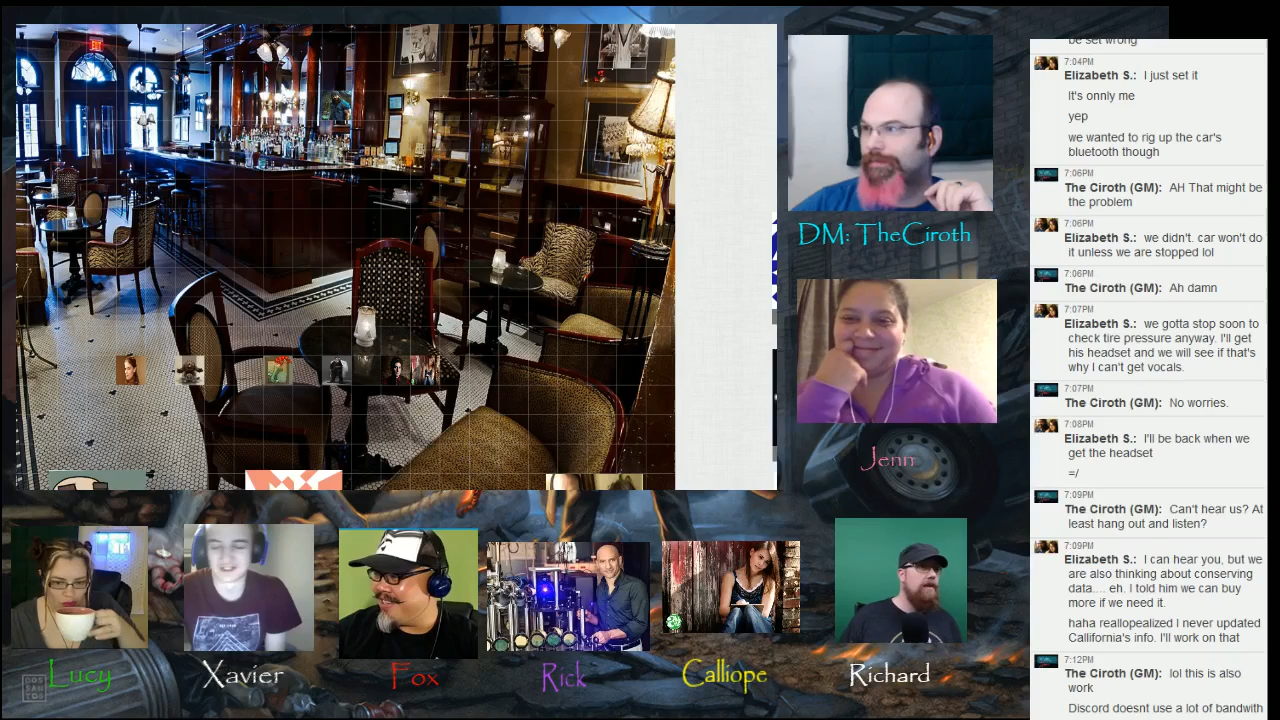 DM: TheCiroth
Jenn
Lucy
Xavier
Fox
Rick
Calliope
Richard
DOS
SAN
TOS
be set wrong
7:04PM
Elizabeth S.: I just set it
It's onnly me
yep
we wanted to rig up the car's
bluetooth though
7:06PM
The Ciroth (GM): AH That might be
the problem
7:06PM
Elizabeth S.: we didn't. car won't do
it unless we are stopped lol
7:06PM
The Ciroth (GM): Ah damn
7:07PM
Elizabeth S.: we gotta stop soon to
check tire pressure anyway. I'll get
his headset and we will see if that's
why I can't get vocals.
7:07PM
The Ciroth (GM): No worries.
7:08PM
Elizabeth S.: I'll be back when we
get the headset
=/
7:09PM
The Ciroth (GM): Can't hear us? At
least hang out and listen?
7:09PM
Elizabeth S.: I can hear you, but we
are also thinking about conserving
data.... eh. I told him we can buy
more if we need it.
haha reallopealized I never updated
Callifornia's info. I'll work on that
7:12PM
The Ciroth (GM): lol this is also
work
Discord doesnt use a lot of bandwith